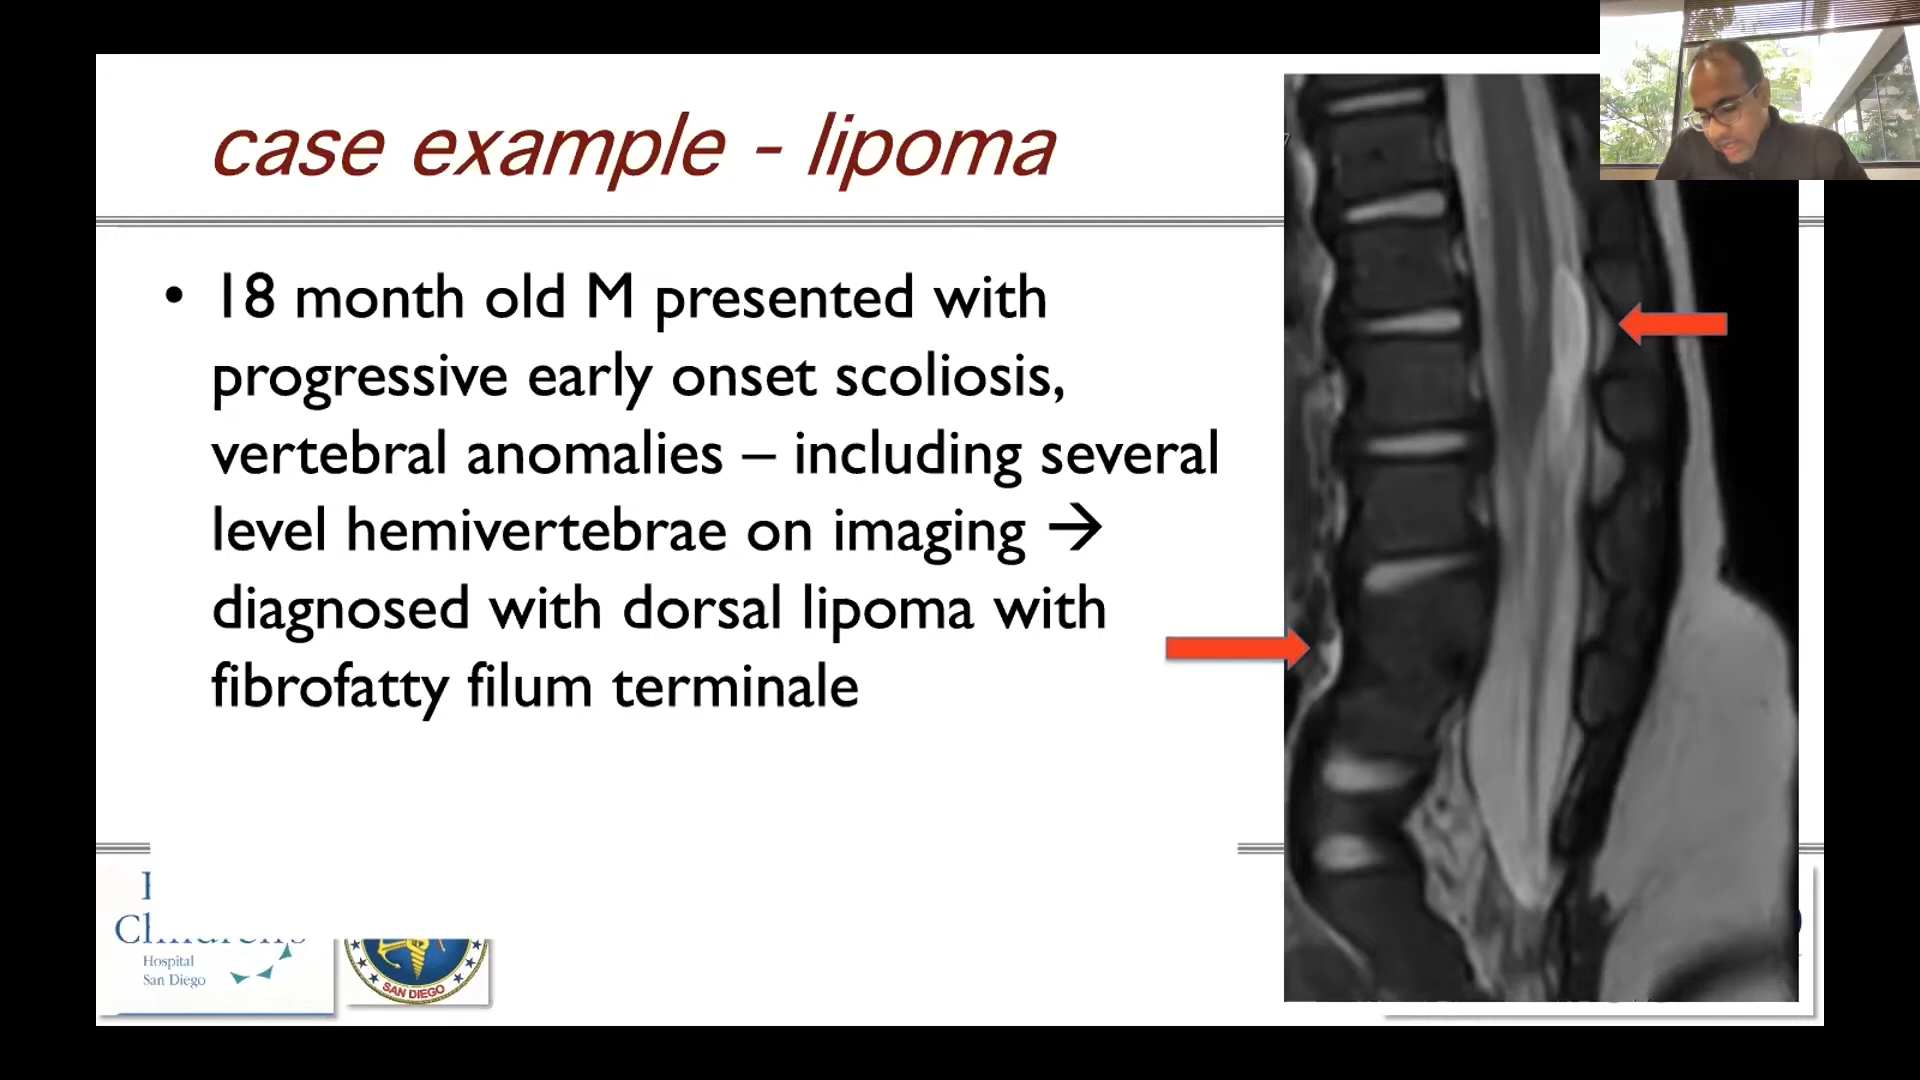 case example - lipoma
• 18 month old M presented with
progressive early onset scoliosis,
vertebral anomalies – including several
level hemivertebrae on imaging →
diagnosed with dorsal lipoma with
fibrofatty filum terminale
Hospital
San Diego
SAN DIEGO